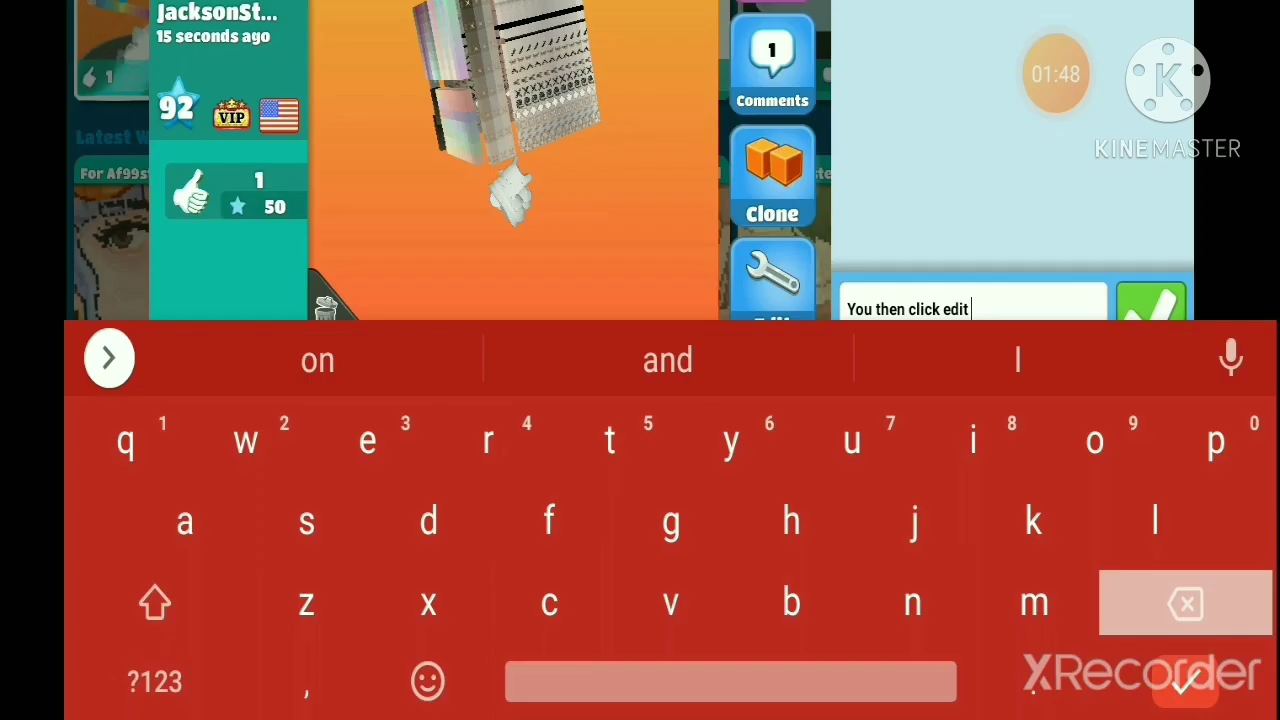 JacksonSt...
15 seconds ago
92
VIP
1
50
1
Latest W
For Af99s
1
Comments
Clone
01:48
K
KINEMASTER
You then click edit
on and I
q 1 w 2 e 3 r 4 t 5 y 6 u 7 i 8 o 9 p 0
a s d f g h j k l
z x c v b n m
?123 , .
XRecorder